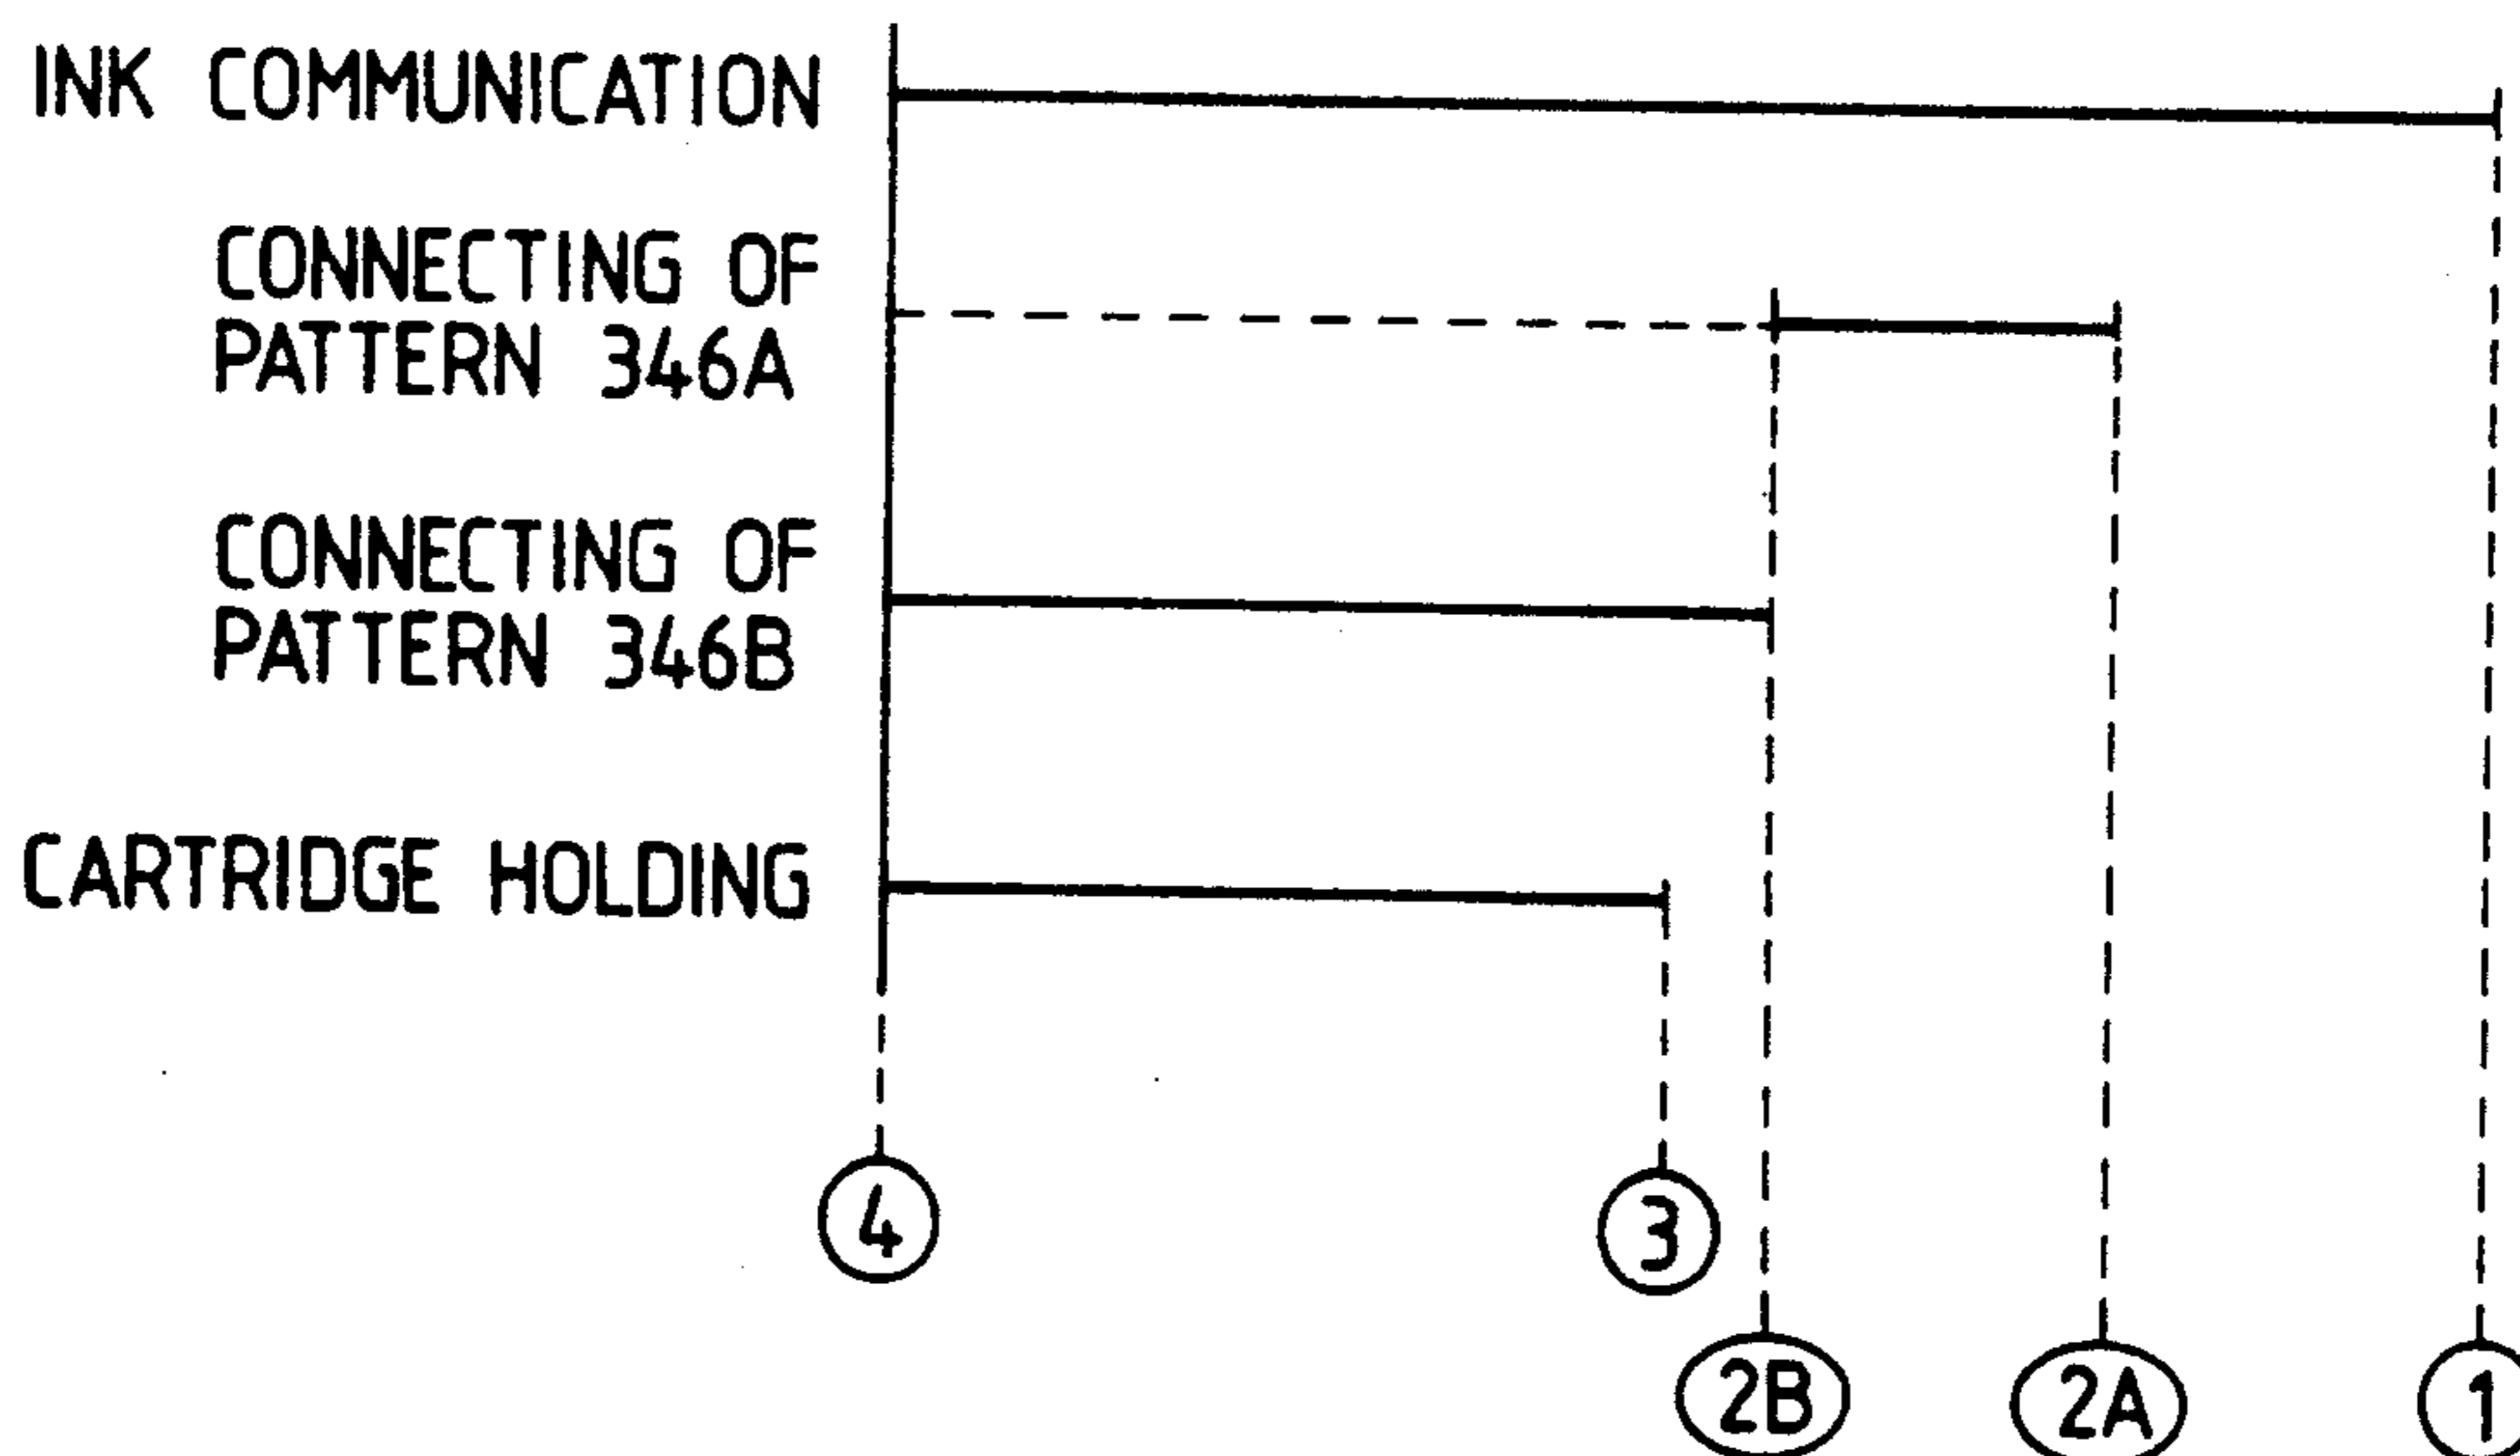 INK COMMUNICATION
CONNECTING OF
PATTERN 346A
CONNECTING OF
PATTERN 346B
CARTRIDGE HOLDING
4
3
2B
2A
1